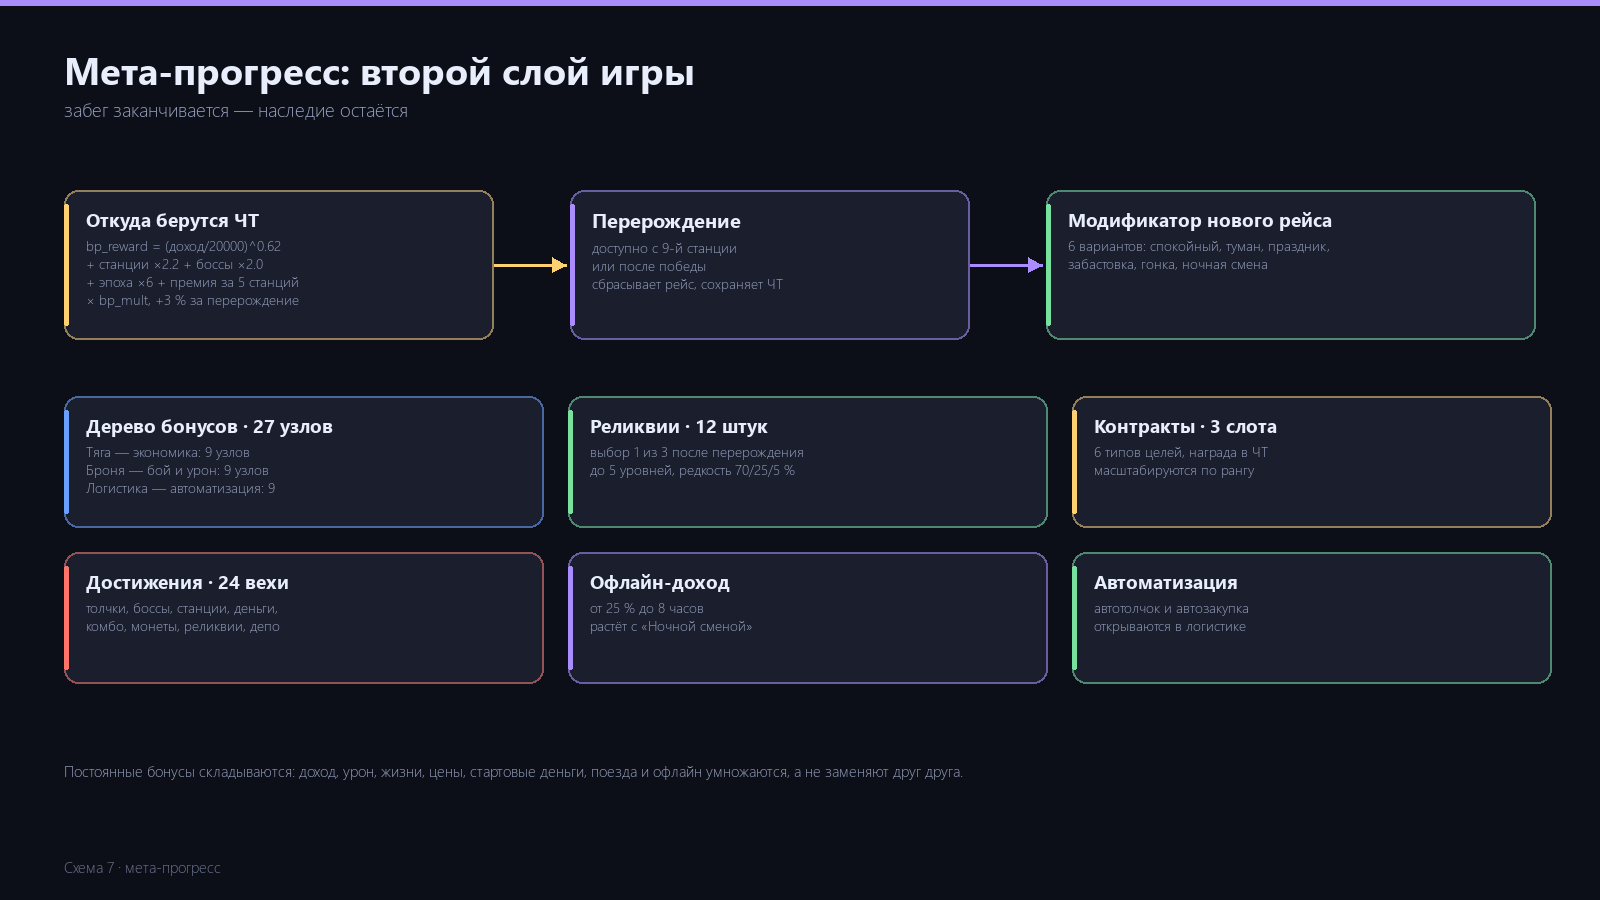 Мета-прогресс: второй слой игры
забег заканчивается — наследие остаётся
Откуда берутся ЧТ
bp_reward = (доход/20000)^0.62
+ станции ×2.2 + боссы ×2.0
+ эпоха ×6 + премия за 5 станций
× bp_mult, +3 % за перерождение
Перерождение
доступно с 9-й станции
или после победы
сбрасывает рейс, сохраняет ЧТ
Модификатор нового рейса
6 вариантов: спокойный, туман, праздник,
забастовка, гонка, ночная смена
Дерево бонусов · 27 узлов
Тяга — экономика: 9 узлов
Броня — бой и урон: 9 узлов
Логистика — автоматизация: 9
Реликвии · 12 штук
выбор 1 из 3 после перерождения
до 5 уровней, редкость 70/25/5 %
Контракты · 3 слота
6 типов целей, награда в ЧТ
масштабируются по рангу
Достижения · 24 вехи
толчки, боссы, станции, деньги,
комбо, монеты, реликвии, депо
Офлайн-доход
от 25 % до 8 часов
растёт с «Ночной сменой»
Автоматизация
автотолчок и автозакупка
открываются в логистике
Постоянные бонусы складываются: доход, урон, жизни, цены, стартовые деньги, поезда и офлайн умножаются, а не заменяют друг друга.
Схема 7 · мета-прогресс